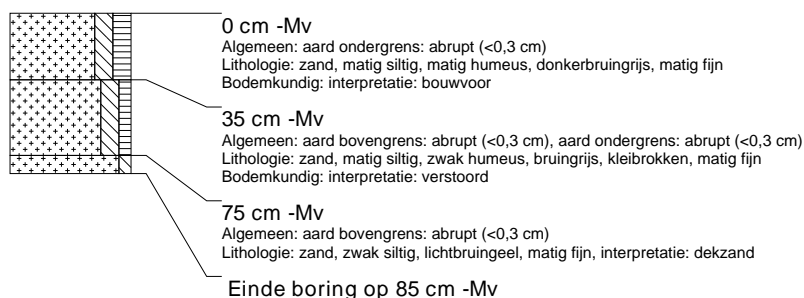 0 cm -Mv
Algemeen: aard ondergrens: abrupt (<0,3 cm)
Lithologie: zand, matig siltig, matig humeus, donkerbruingrijs, matig fijn
Bodemkundig: interpretatie: bouwvoor
35 cm -Mv
Algemeen: aard bovengrens: abrupt (<0,3 cm), aard ondergrens: abrupt (<0,3 cm)
Lithologie: zand, matig siltig, zwak humeus, bruingrijs, kleibrokken, matig fijn
Bodemkundig: interpretatie: verstoord
75 cm -Mv
Algemeen: aard bovengrens: abrupt (<0,3 cm)
Lithologie: zand, zwak siltig, lichtbruingeel, matig fijn, interpretatie: dekzand
Einde boring op 85 cm -Mv